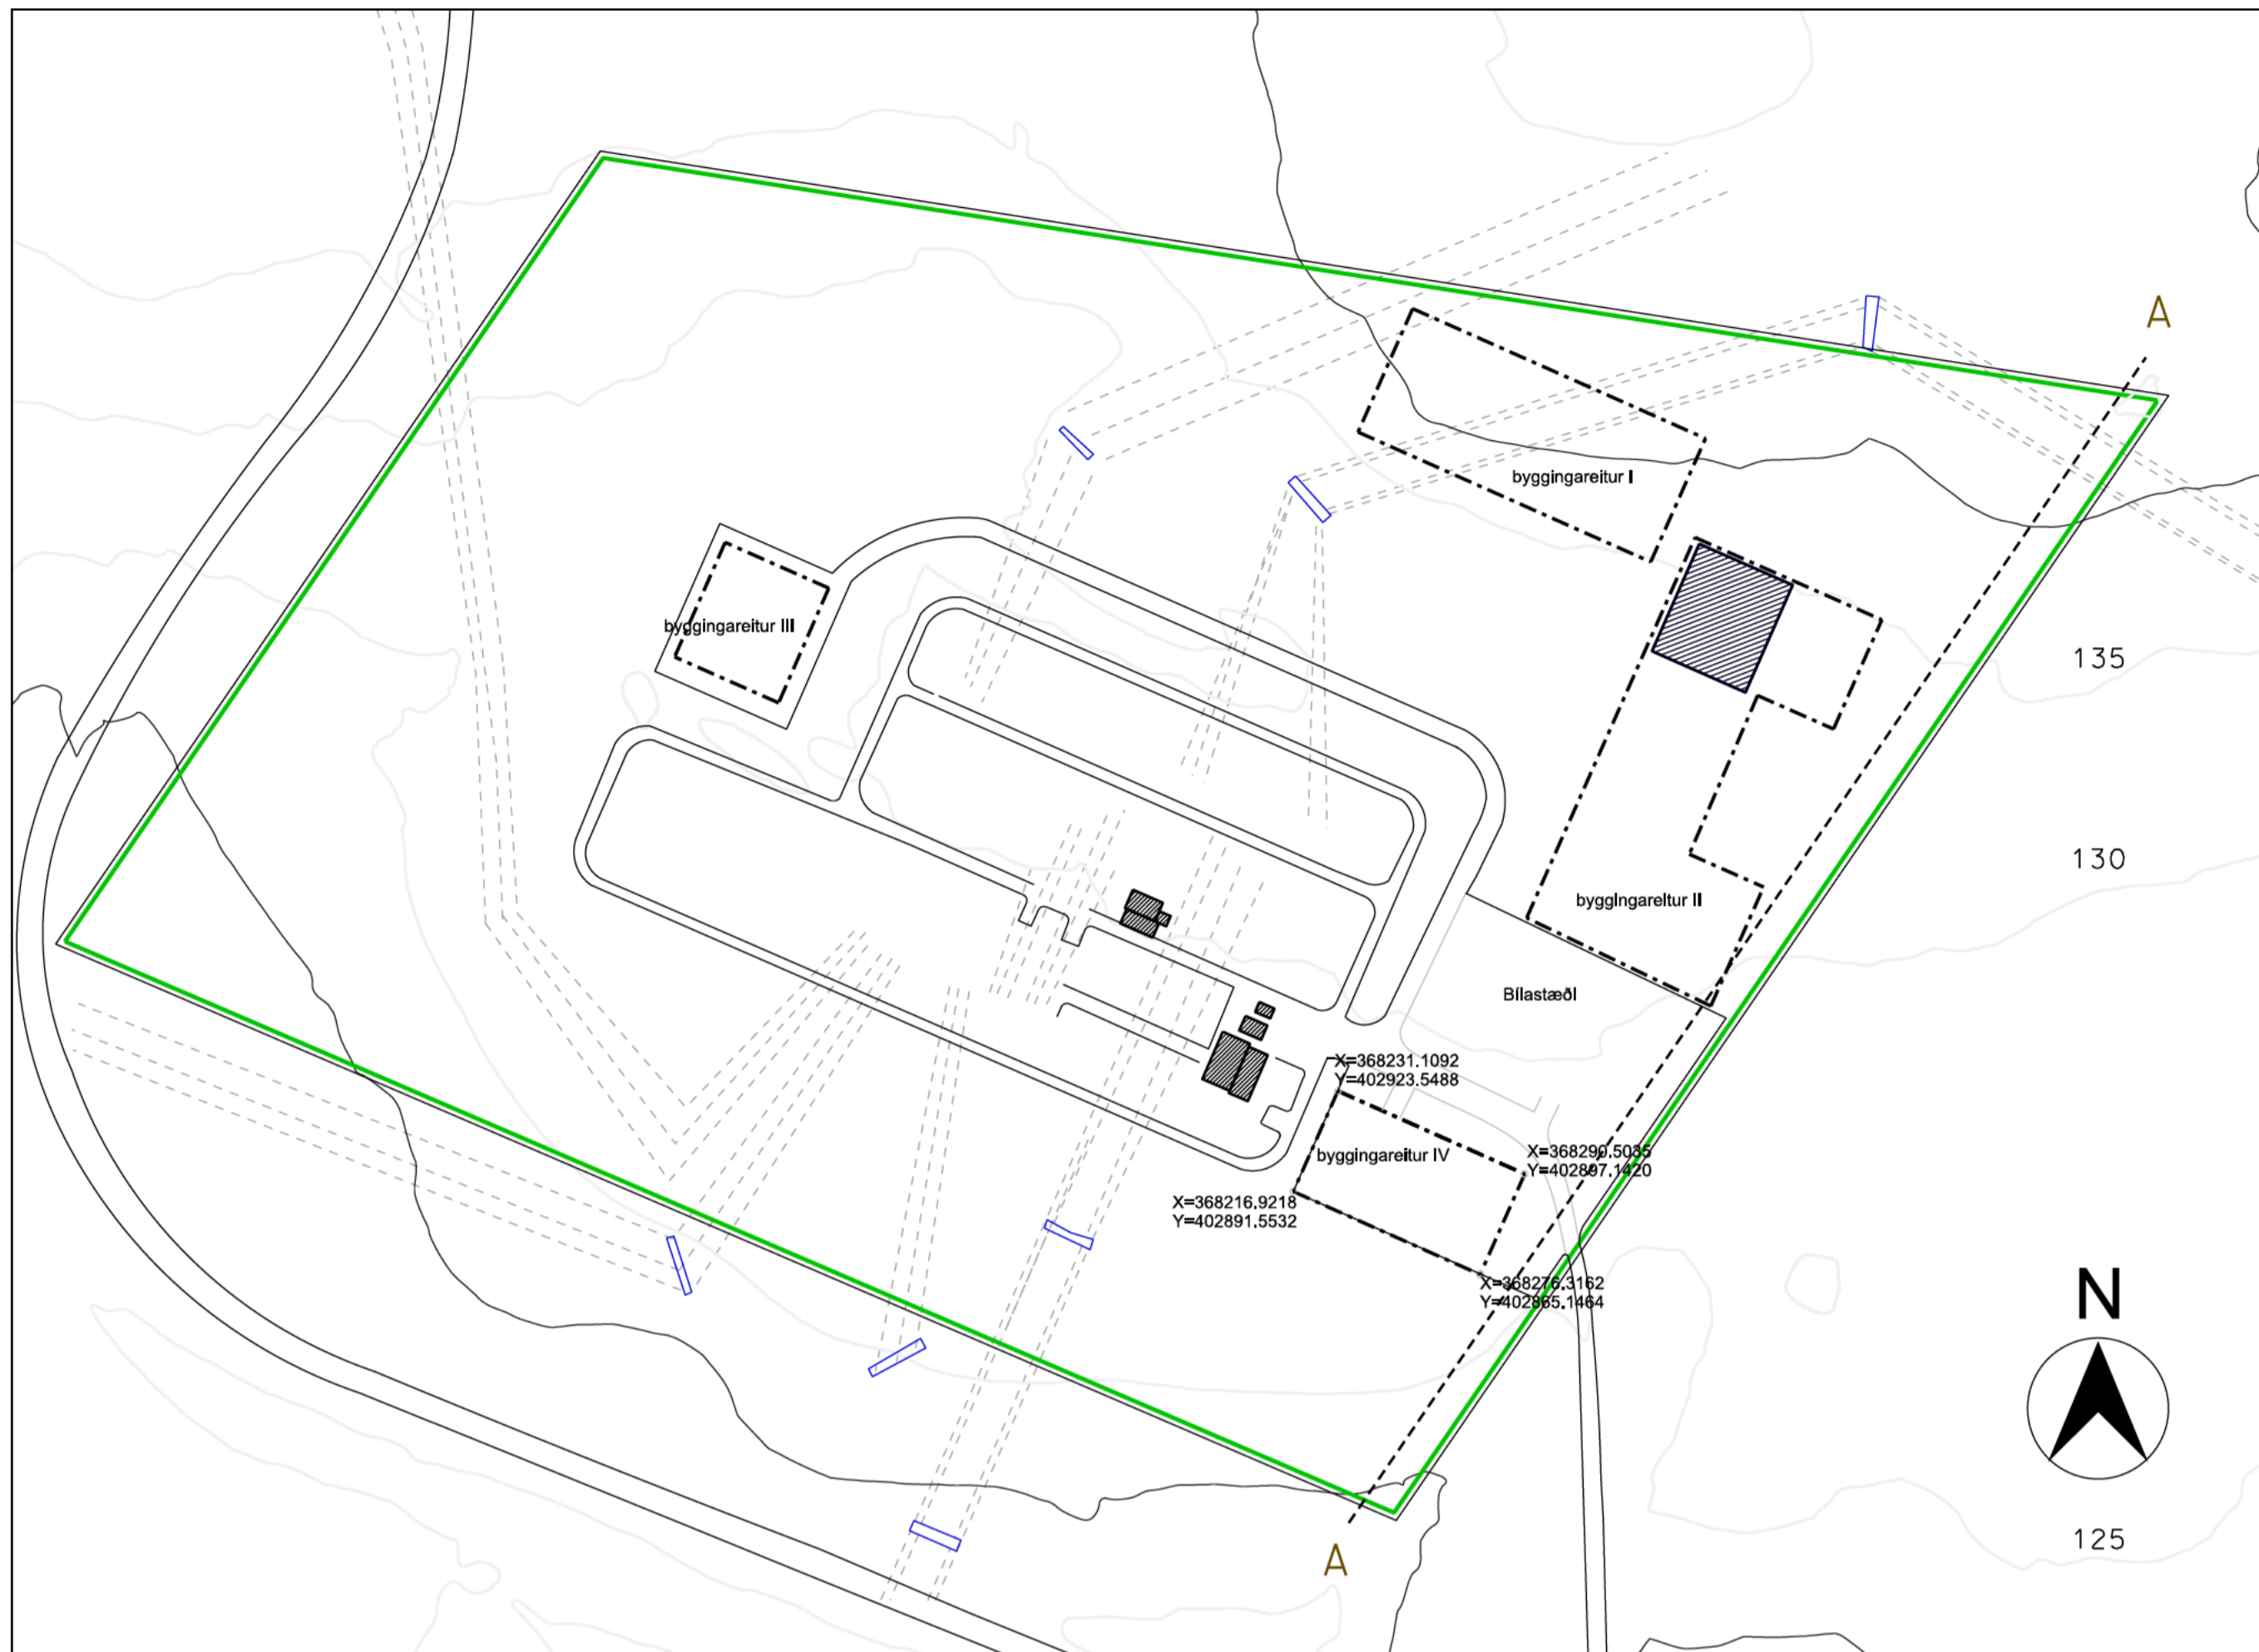 A
byggingareitur I
byggingareitur III
135
130
byggingareitur II
Bílastæði
X=368231.1092
Y=402923.5488
byggingareitur IV
X=368290.5035
Y=402897.1420
X=368216.9218
Y=402891.5532
X=368276.3162
Y=402865.1464
N
125
A